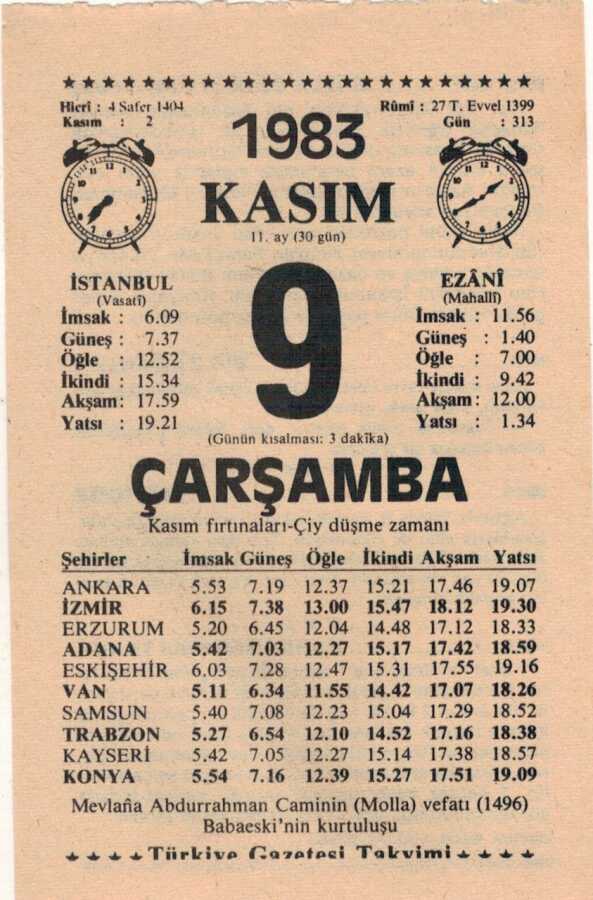 Hicrî : 4 Safer 1404
Kasım : 2
Rûmî : 27 T. Evvel 1399
Gün : 313
1983
KASIM
11. ay (30 gün)
9
İSTANBUL
(Vasatî)
İmsak : 6.09
Güneş : 7.37
Öğle : 12.52
İkindi : 15.34
Akşam: 17.59
Yatsı : 19.21
EZÂNÎ
(Mahallî)
İmsak : 11.56
Güneş : 1.40
Öğle : 7.00
İkindi : 9.42
Akşam: 12.00
Yatsı : 1.34
(Günün kısalması: 3 dakîka)
ÇARŞAMBA
Kasım fırtınaları-Çiy düşme zamanı
Şehirler İmsak Güneş Öğle İkindi Akşam Yatsı
ANKARA 5.53 7.19 12.37 15.21 17.46 19.07
İZMİR 6.15 7.38 13.00 15.47 18.12 19.30
ERZURUM 5.20 6.45 12.04 14.48 17.12 18.33
ADANA 5.42 7.03 12.27 15.17 17.42 18.59
ESKİŞEHİR 6.03 7.28 12.47 15.31 17.55 19.16
VAN 5.11 6.34 11.55 14.42 17.07 18.26
SAMSUN 5.40 7.08 12.23 15.04 17.29 18.52
TRABZON 5.27 6.54 12.10 14.52 17.16 18.38
KAYSERİ 5.42 7.05 12.27 15.14 17.38 18.57
KONYA 5.54 7.16 12.39 15.27 17.51 19.09
Mevlâna Abdurrahman Caminin (Molla) vefatı (1496)
Babaeski'nin kurtuluşu
Türkiye Gazetesi Takvimi